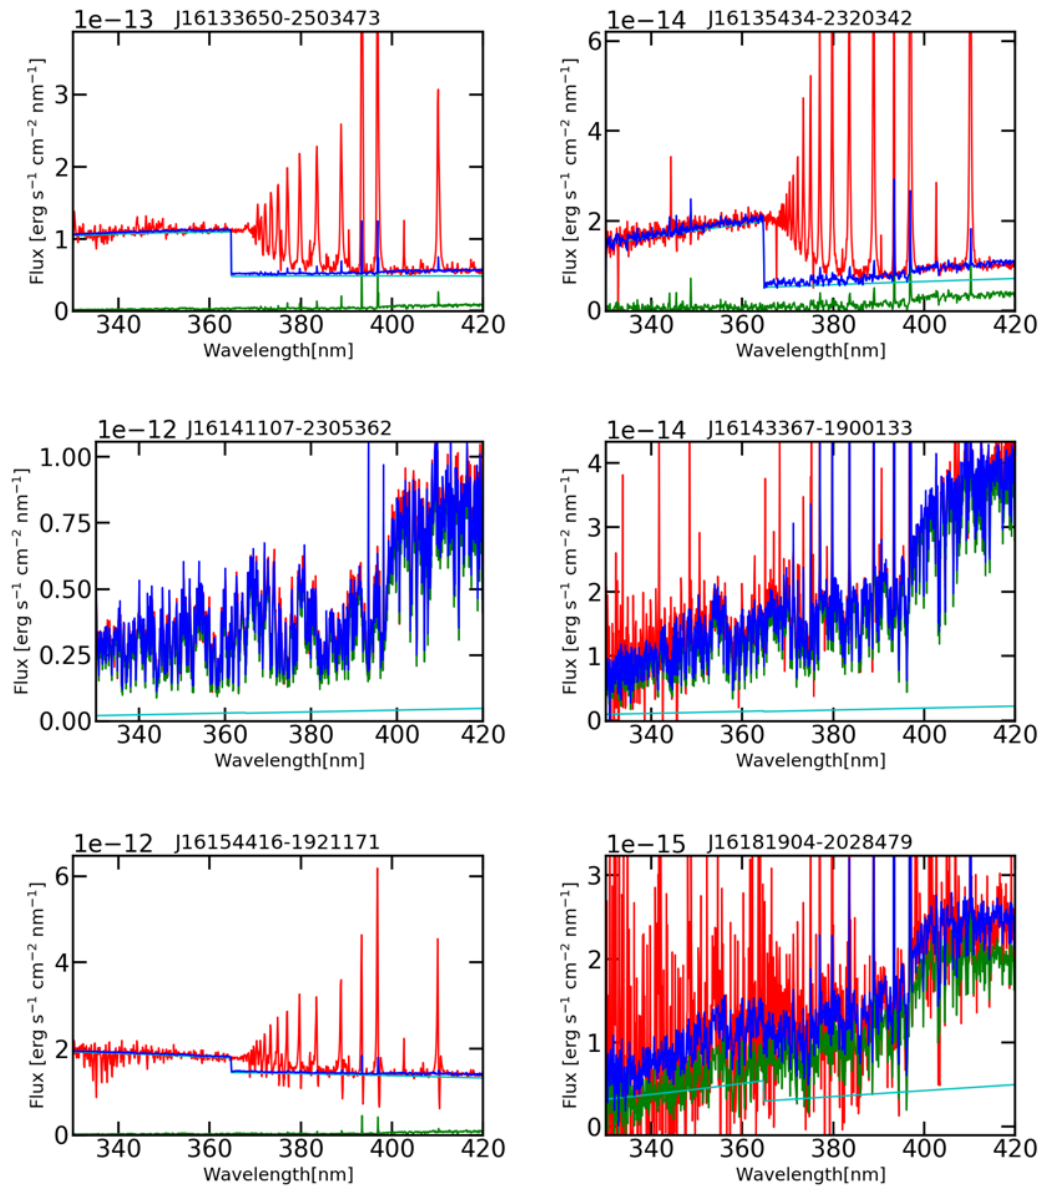 1e−13 J16133650-2503473
Flux [erg s⁻¹ cm⁻² nm⁻¹]
3
2
1
0
340 360 380 400 420
Wavelength[nm]
1e−14 J16135434-2320342
Flux [erg s⁻¹ cm⁻² nm⁻¹]
6
4
2
0
340 360 380 400 420
Wavelength[nm]
1e−12 J16141107-2305362
Flux [erg s⁻¹ cm⁻² nm⁻¹]
1.00
0.75
0.50
0.25
0.00
340 360 380 400 420
Wavelength[nm]
1e−14 J16143367-1900133
Flux [erg s⁻¹ cm⁻² nm⁻¹]
4
3
2
1
0
340 360 380 400 420
Wavelength[nm]
1e−12 J16154416-1921171
Flux [erg s⁻¹ cm⁻² nm⁻¹]
6
4
2
0
340 360 380 400 420
Wavelength[nm]
1e−15 J16181904-2028479
Flux [erg s⁻¹ cm⁻² nm⁻¹]
3
2
1
0
340 360 380 400 420
Wavelength[nm]